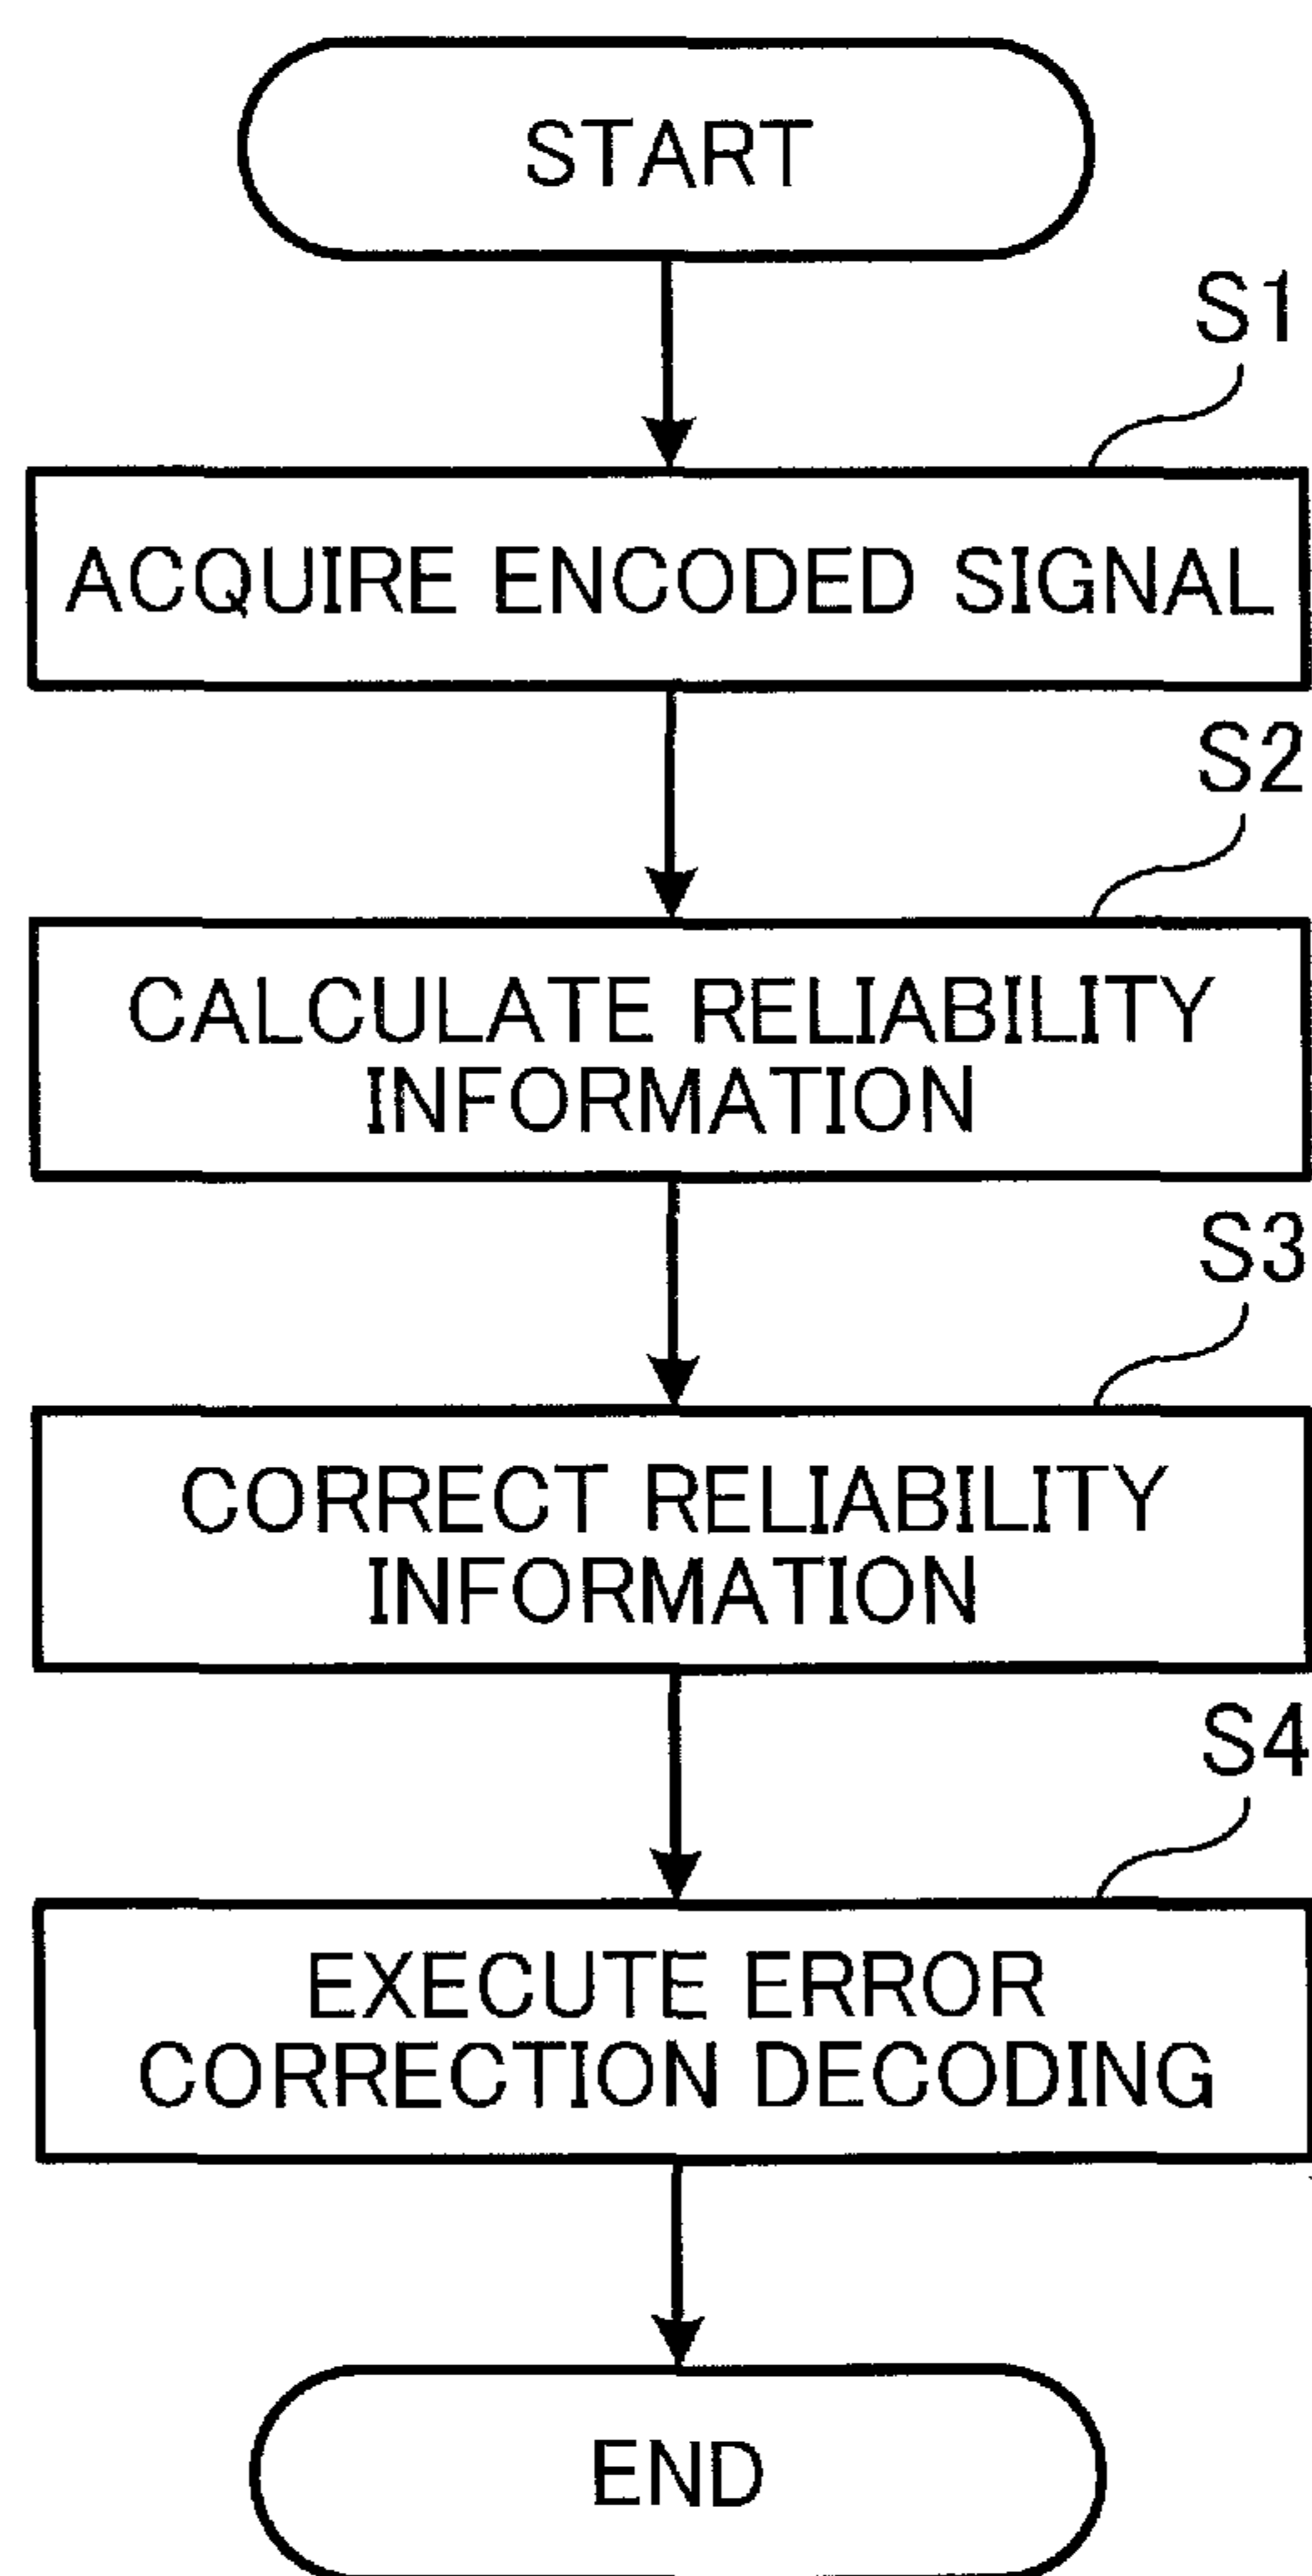 START
S1
ACQUIRE ENCODED SIGNAL
S2
CALCULATE RELIABILITY
INFORMATION
S3
CORRECT RELIABILITY
INFORMATION
S4
EXECUTE ERROR
CORRECTION DECODING
END